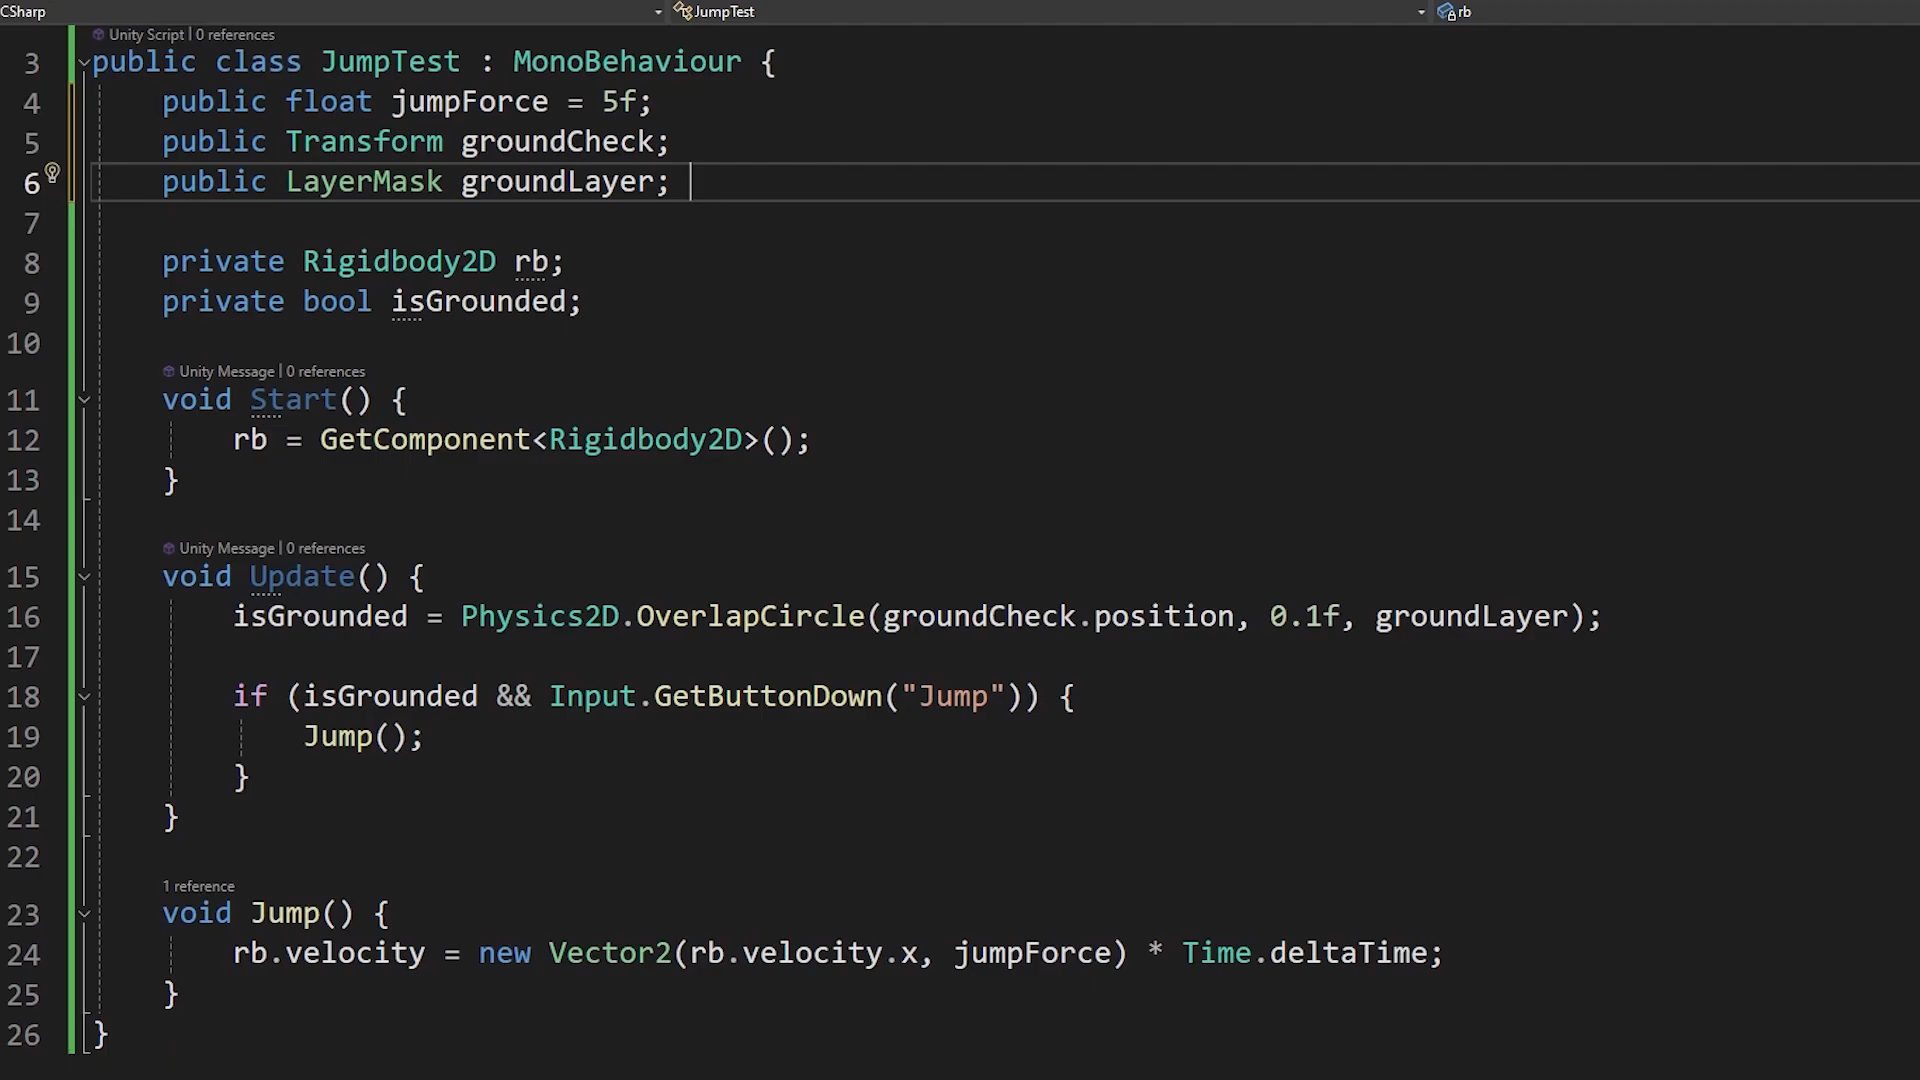 CSharp JumpTest rb
Unity Script | 0 references
3 public class JumpTest : MonoBehaviour {
4 public float jumpForce = 5f;
5 public Transform groundCheck;
6 public LayerMask groundLayer;
7
8 private Rigidbody2D rb;
9 private bool isGrounded;
10
Unity Message | 0 references
11 void Start() {
12 rb = GetComponent<Rigidbody2D>();
13 }
14
Unity Message | 0 references
15 void Update() {
16 isGrounded = Physics2D.OverlapCircle(groundCheck.position, 0.1f, groundLayer);
17
18 if (isGrounded && Input.GetButtonDown("Jump")) {
19 Jump();
20 }
21 }
22
1 reference
23 void Jump() {
24 rb.velocity = new Vector2(rb.velocity.x, jumpForce) * Time.deltaTime;
25 }
26 }